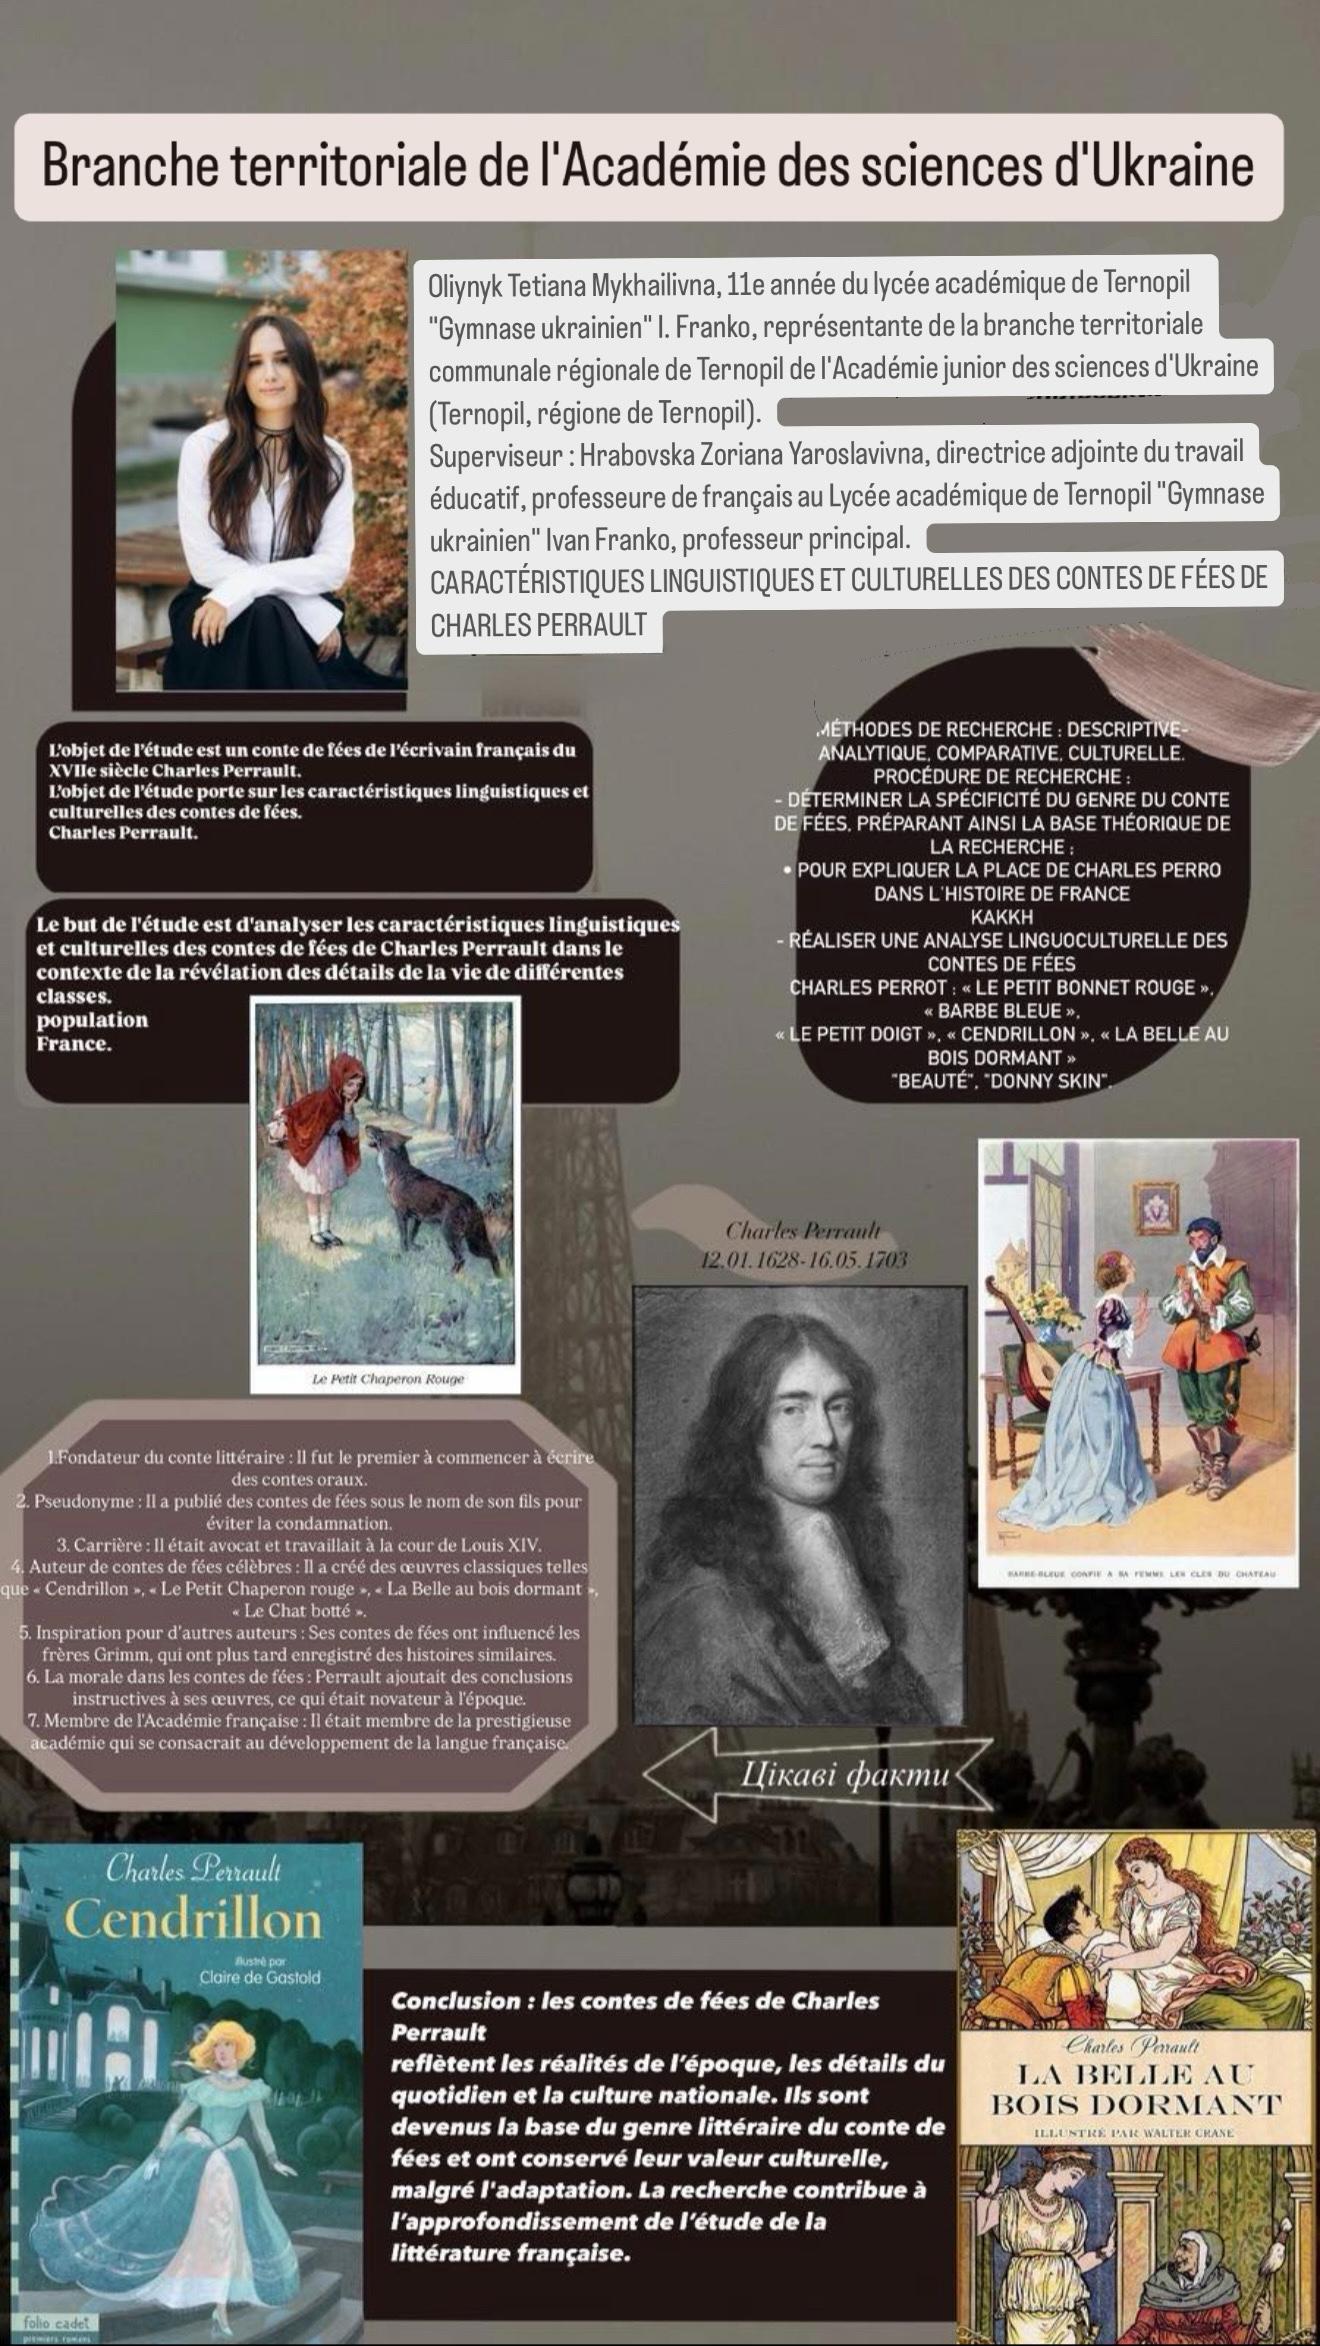 Branche territoriale de l'Académie des sciences d'Ukraine
Oliynyk Tetiana Mykhailivna, 11e année du lycée académique de Ternopil
"Gymnase ukrainien" I. Franko, représentante de la branche territoriale
communale régionale de Ternopil de l'Académie junior des sciences d'Ukraine
(Ternopil, régione de Ternopil).
Superviseur : Hrabovska Zoriana Yaroslavivna, directrice adjointe du travail
éducatif, professeure de français au Lycée académique de Ternopil "Gymnase
ukrainien" Ivan Franko, professeur principal.
CARACTÉRISTIQUES LINGUISTIQUES ET CULTURELLES DES CONTES DE FÉES DE
CHARLES PERRAULT
L'objet de l'étude est un conte de fées de l'écrivain français du
XVIIe siècle Charles Perrault.
L'objet de l'étude porte sur les caractéristiques linguistiques et
culturelles des contes de fées.
Charles Perrault.
Le but de l'étude est d'analyser les caractéristiques linguistiques
et culturelles des contes de fées de Charles Perrault dans le
contexte de la révélation des détails de la vie de différentes
classes.
population
France.
MÉTHODES DE RECHERCHE : DESCRIPTIVE-
ANALYTIQUE, COMPARATIVE, CULTURELLE.
PROCÉDURE DE RECHERCHE :
- DÉTERMINER LA SPÉCIFICITÉ DU GENRE DU CONTE
DE FÉES, PRÉPARANT AINSI LA BASE THÉORIQUE DE
LA RECHERCHE ;
• POUR EXPLIQUER LA PLACE DE CHARLES PERRO
DANS L'HISTOIRE DE FRANCE
KAKKH
- RÉALISER UNE ANALYSE LINGUOCULTURELLE DES
CONTES DE FÉES
CHARLES PERROT : « LE PETIT BONNET ROUGE »,
« BARBE BLEUE »,
« LE PETIT DOIGT », « CENDRILLON », « LA BELLE AU
BOIS DORMANT »
"BEAUTÉ", "DONNY SKIN".
Le Petit Chaperon Rouge
Charles Perrault
12.01.1628-16.05.1703
BARBE-BLEUE CONFIE A SA FEMME LES CLES DU CHATEAU
1.Fondateur du conte littéraire : Il fut le premier à commencer à écrire
des contes oraux.
2. Pseudonyme : Il a publié des contes de fées sous le nom de son fils pour
éviter la condamnation.
3. Carrière : Il était avocat et travaillait à la cour de Louis XIV.
4. Auteur de contes de fées célèbres : Il a créé des œuvres classiques telles
que « Cendrillon », « Le Petit Chaperon rouge », « La Belle au bois dormant »,
« Le Chat botté ».
5. Inspiration pour d'autres auteurs : Ses contes de fées ont influencé les
frères Grimm, qui ont plus tard enregistré des histoires similaires.
6. La morale dans les contes de fées : Perrault ajoutait des conclusions
instructives à ses œuvres, ce qui était novateur à l'époque.
7. Membre de l'Académie française : Il était membre de la prestigieuse
académie qui se consacrait au développement de la langue française.
Цікаві факти
Charles Perrault
Cendrillon
illustré par
Claire de Gastold
folio cadet
premiers romans
Conclusion : les contes de fées de Charles
Perrault
reflètent les réalités de l'époque, les détails du
quotidien et la culture nationale. Ils sont
devenus la base du genre littéraire du conte de
fées et ont conservé leur valeur culturelle,
malgré l'adaptation. La recherche contribue à
l'approfondissement de l'étude de la
littérature française.
Charles Perrault
LA BELLE AU
BOIS DORMANT
ILLUSTRÉ PAR WALTER CRANE